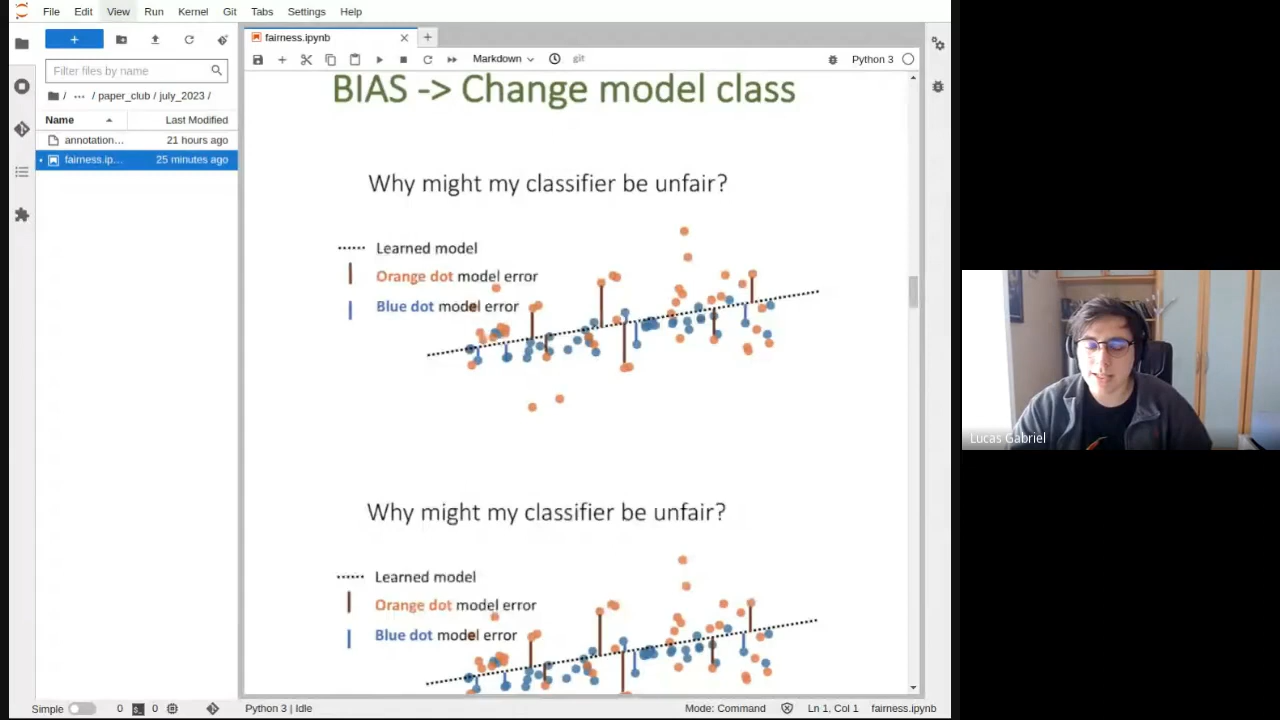 File Edit View Run Kernel Git Tabs Settings Help
fairness.ipynb
Markdown git Python 3
Filter files by name
/ ... / paper_club / july_2023 /
Name Last Modified
annotation... 21 hours ago
fairness.ip... 25 minutes ago
BIAS -> Change model class
Why might my classifier be unfair?
Learned model
Orange dot model error
Blue dot model error
Why might my classifier be unfair?
Learned model
Orange dot model error
Blue dot model error
Lucas Gabriel
Simple 0 0 Python 3 | Idle Mode: Command Ln 1, Col 1 fairness.ipynb